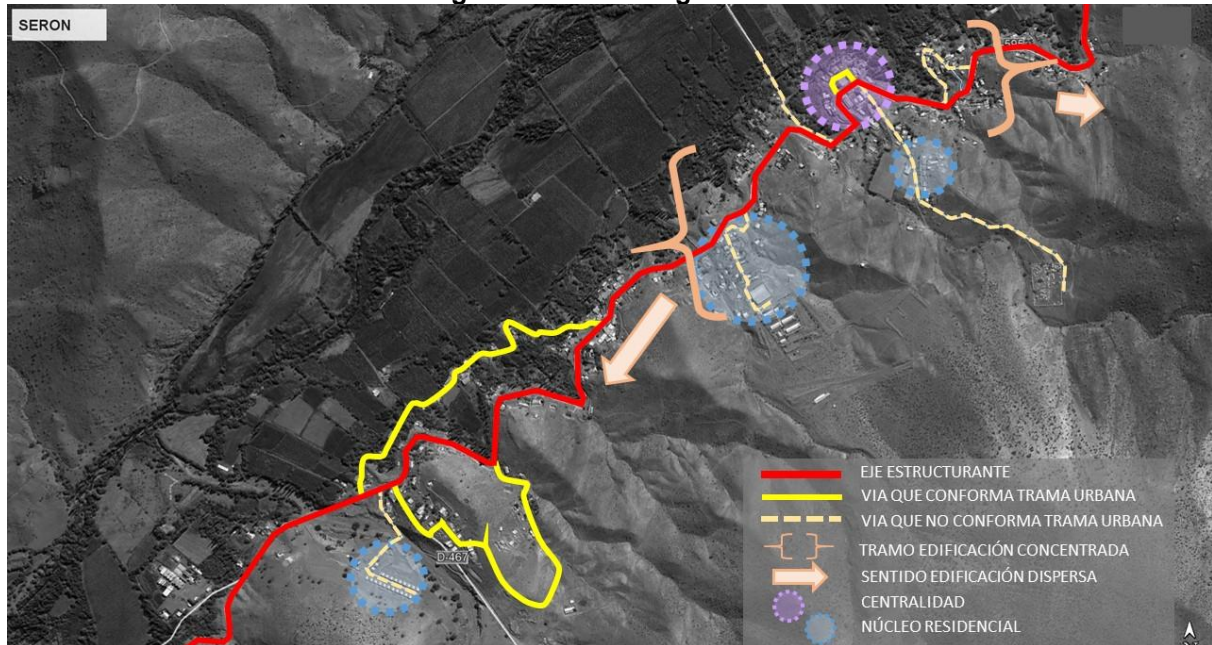 SERON
D-467
EJE ESTRUCTURANTE
VIA QUE CONFORMA TRAMA URBANA
VIA QUE NO CONFORMA TRAMA URBANA
TRAMO EDIFICACIÓN CONCENTRADA
SENTIDO EDIFICACIÓN DISPERSA
CENTRALIDAD
NÚCLEO RESIDENCIAL